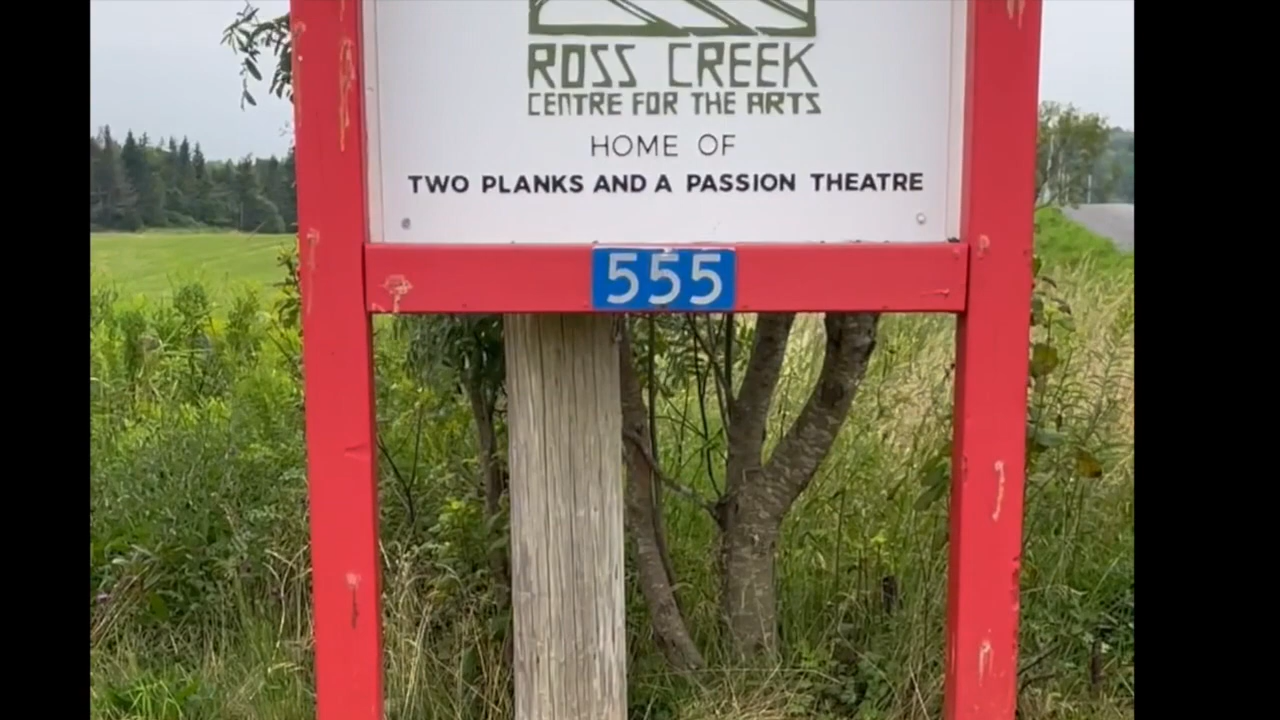 ROSS CREEK
CENTRE FOR THE ARTS
HOME OF
TWO PLANKS AND A PASSION THEATRE
555